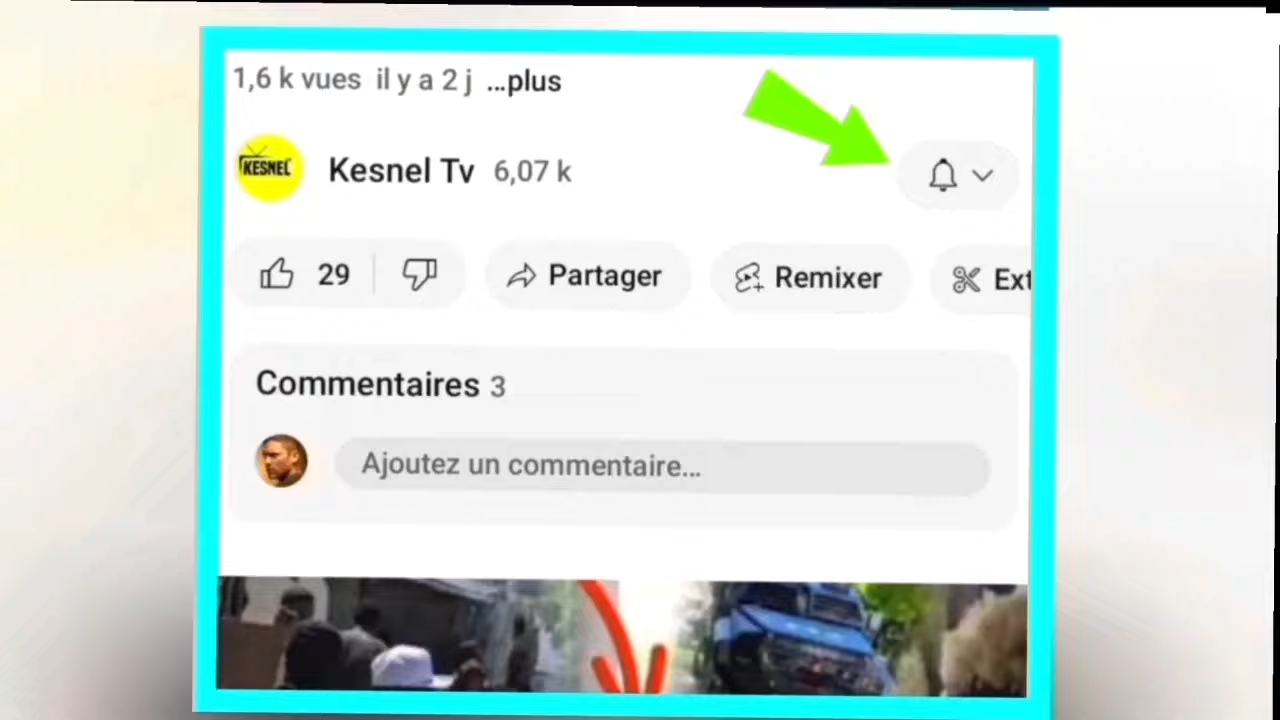 1,6 k vues il y a 2 j ...plus
KESNEL
Kesnel Tv 6,07 k
29
Partager
Remixer
Ext
Commentaires 3
Ajoutez un commentaire...